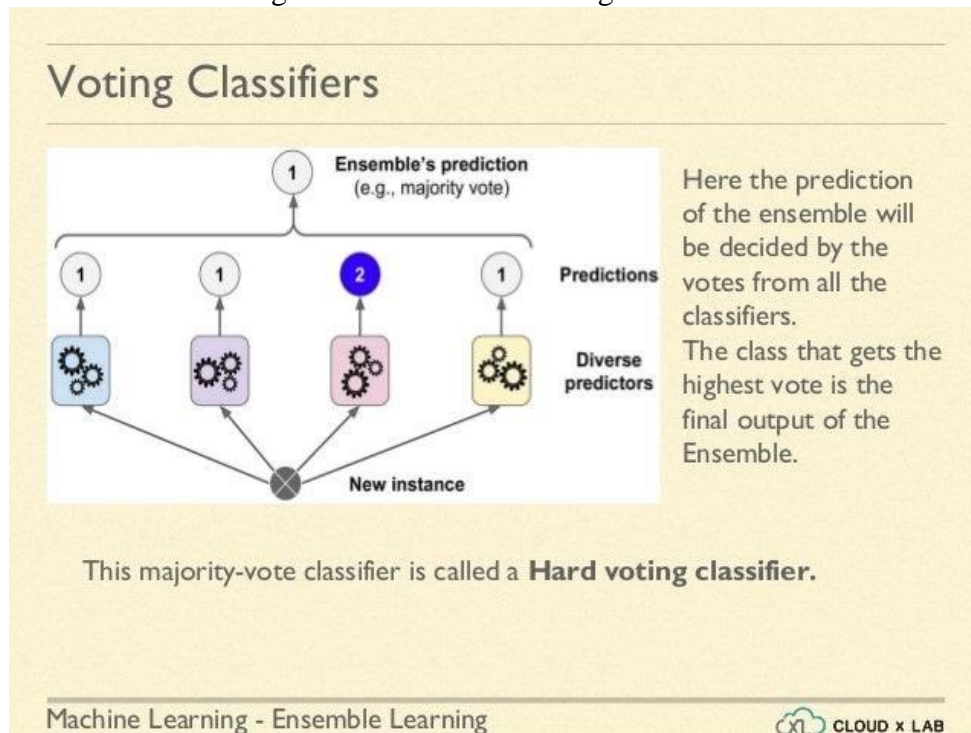 Voting Classifiers
1
Ensemble's prediction
(e.g., majority vote)
1
1
2
1
Predictions
Diverse
predictors
New instance
Here the prediction
of the ensemble will
be decided by the
votes from all the
classifiers.
The class that gets the
highest vote is the
final output of the
Ensemble.
This majority-vote classifier is called a Hard voting classifier.
Machine Learning - Ensemble Learning
XL CLOUD x LAB